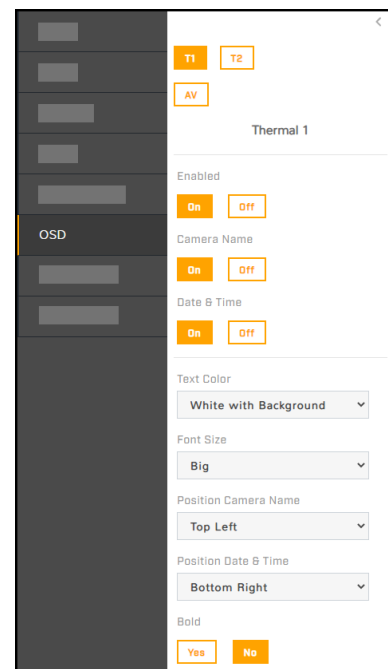 T1 T2
AV
Thermal 1
Enabled
On Off
Camera Name
On Off
OSD
Date & Time
On Off
Text Color
White with Background
Font Size
Big
Position Camera Name
Top Left
Position Date & Time
Bottom Right
Bold
Yes No